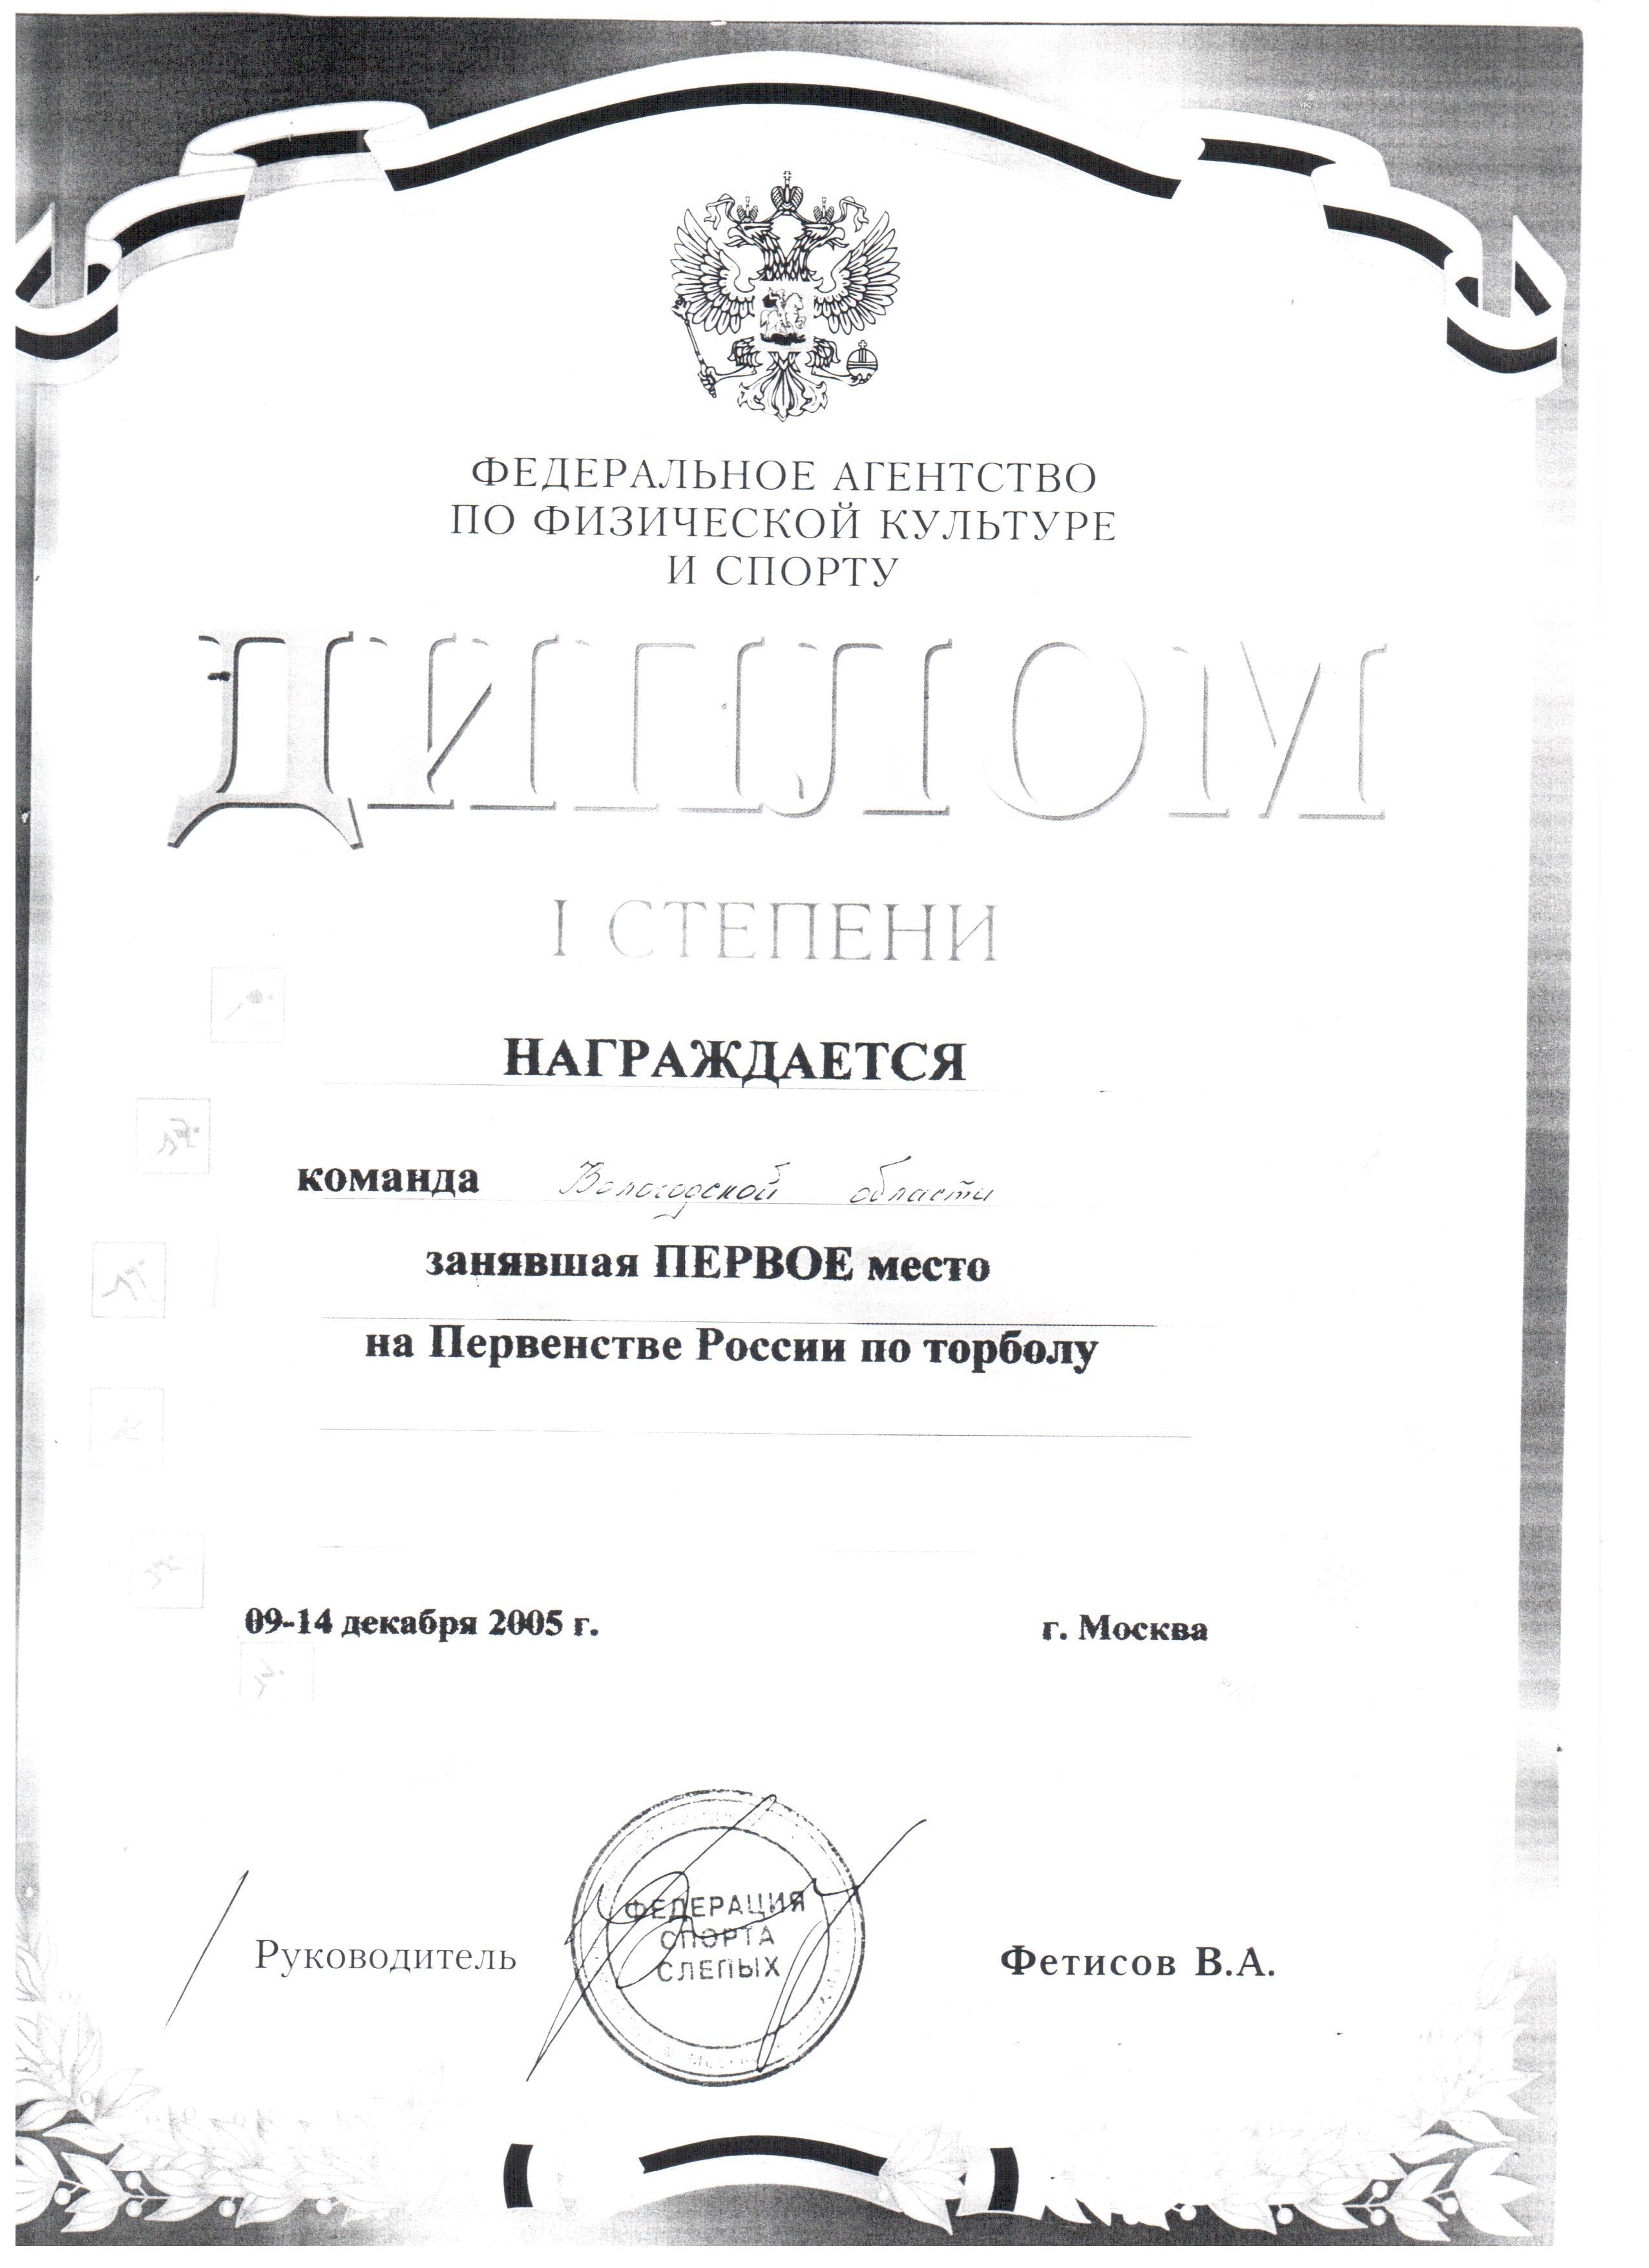 ФЕДЕРАЛЬНОЕ АГЕНТСТВО
ПО ФИЗИЧЕСКОЙ КУЛЬТУРЕ
И СПОРТУ
ДИПЛОМ
I СТЕПЕНИ
НАГРАЖДАЕТСЯ
команда Вологодской области
занявшая ПЕРВОЕ место
на Первенстве России по торболу
09-14 декабря 2005 г. г. Москва
ФЕДЕРАЦИЯ
СПОРТА
СЛЕПЫХ
Руководитель Фетисов В.А.